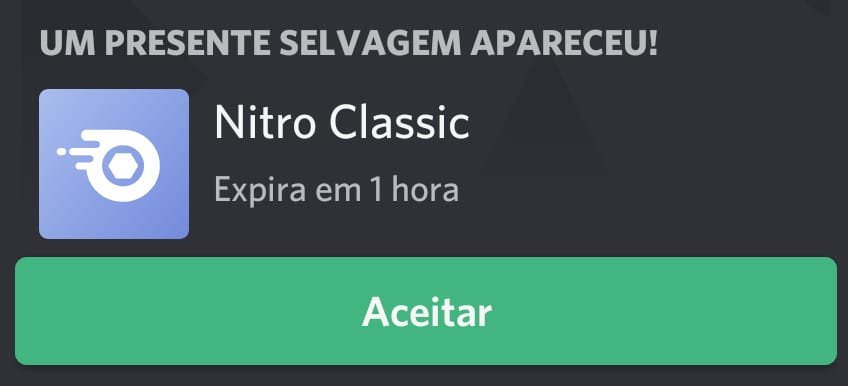 UM PRESENTE SELVAGEM APARECEU!
Nitro Classic
Expira em 1 hora
Aceitar